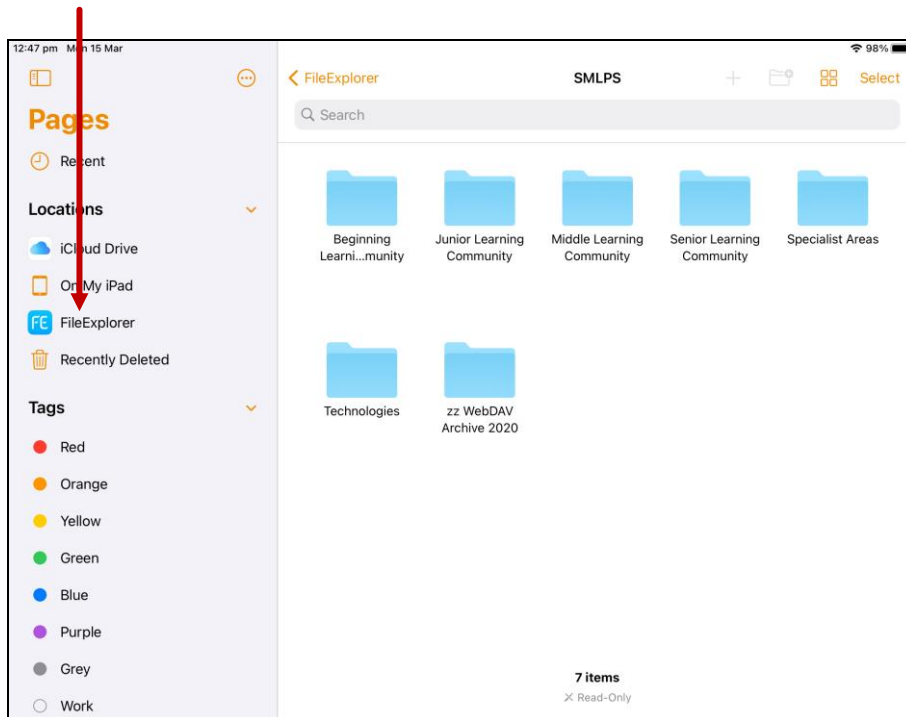 12:47 pm Mon 15 Mar
98%
Pages
Recent
Locations
iCloud Drive
On My iPad
FE FileExplorer
Recently Deleted
Tags
Red
Orange
Yellow
Green
Blue
Purple
Grey
Work
FileExplorer
SMLPS
Select
Search
Beginning
Learni...munity
Junior Learning
Community
Middle Learning
Community
Senior Learning
Community
Specialist Areas
Technologies
zz WebDAV
Archive 2020
7 items
Read-Only